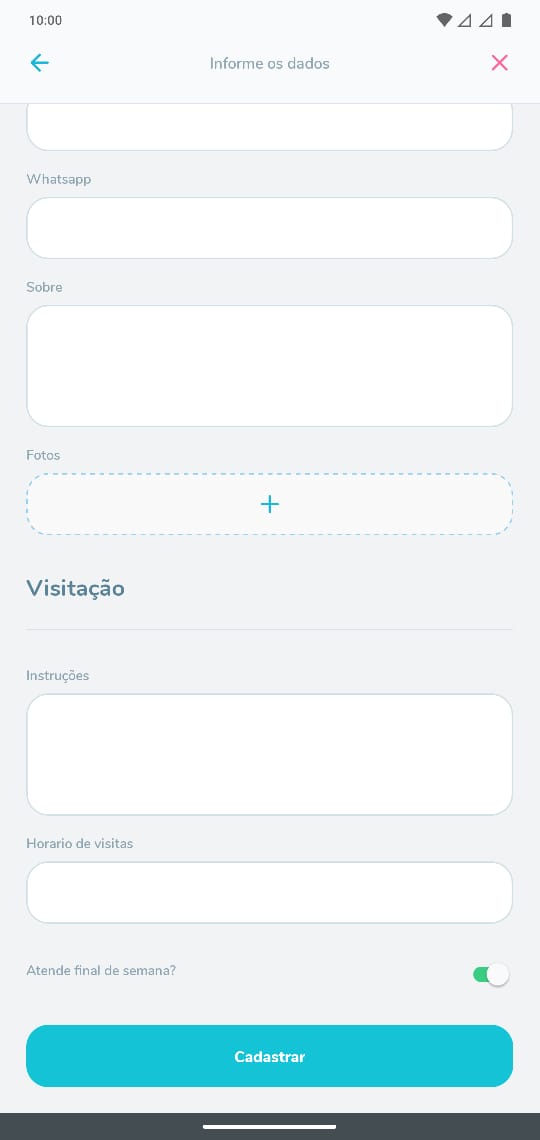 10:00
Informe os dados
Whatsapp
Sobre
Fotos
Visitação
Instruções
Horario de visitas
Atende final de semana?
Cadastrar